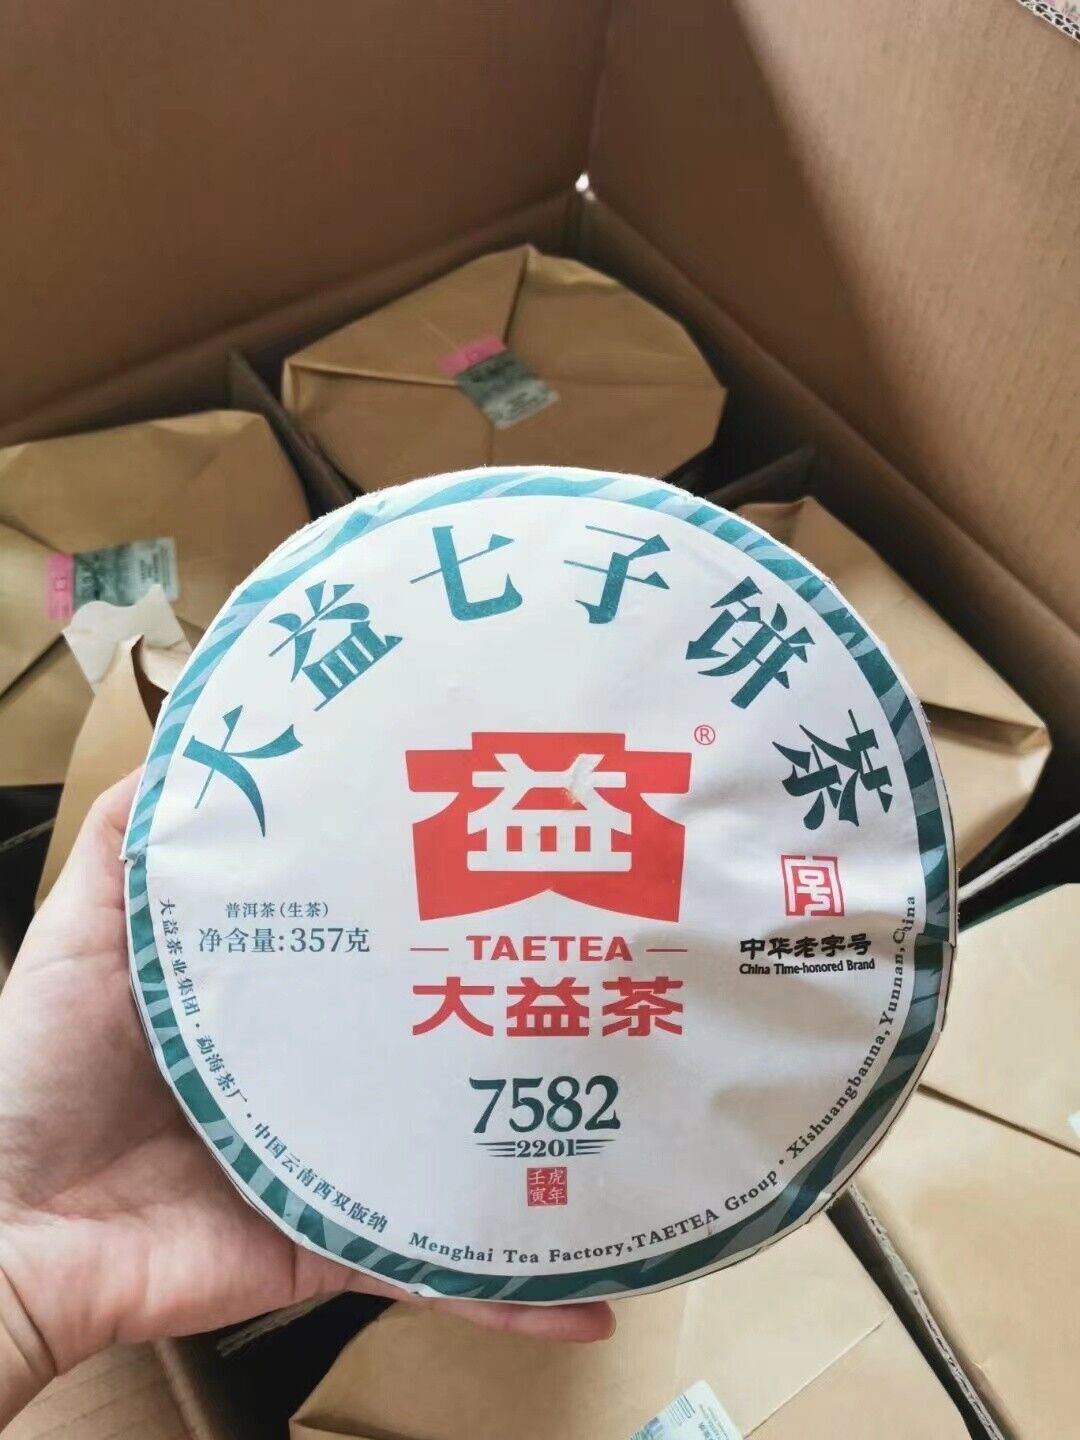 大益七子饼茶
益
®
普洱茶(生茶)
净含量:357克
TAETEA
大益茶
号
中华老字号
China Time-honored Brand
7582
2201
壬寅
虎年
大益茶业集团·勐海茶厂·中国云南西双版纳
Menghai Tea Factory,TAETEA Group·Xishuangbanna,Yunnan,China